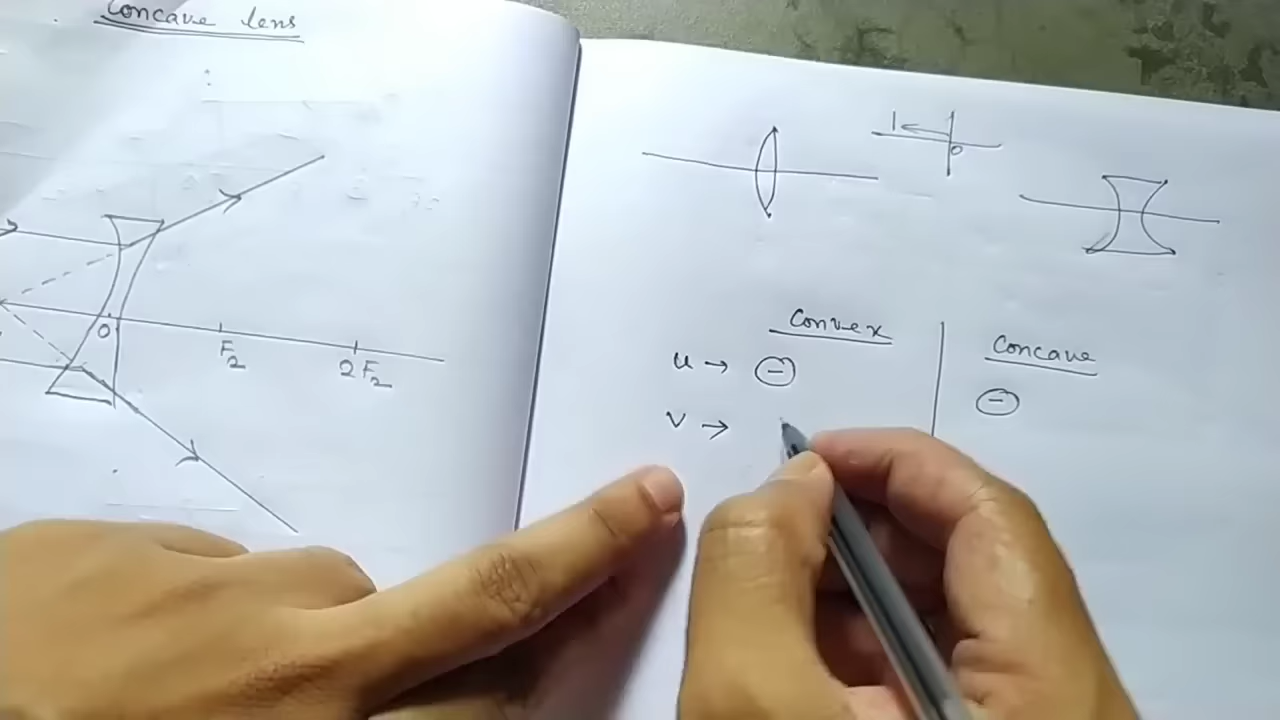 Concave lens
O
F2
2F2
O
Convex
Concave
u → ⊖ ⊖
v →